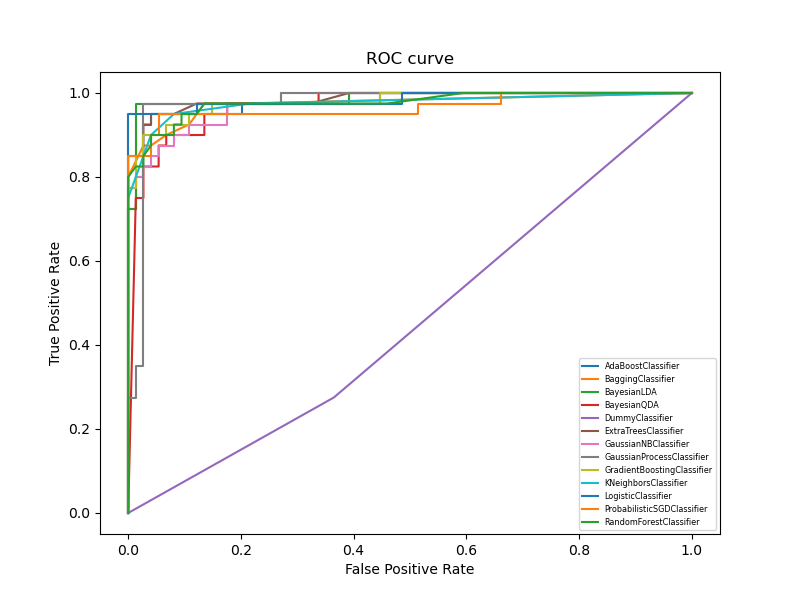 ROC curve
True Positive Rate
1.0
0.8
0.6
0.4
0.2
0.0
AdaBoostClassifier
BaggingClassifier
BayesianLDA
BayesianQDA
DummyClassifier
ExtraTreesClassifier
GaussianNBClassifier
GaussianProcessClassifier
GradientBoostingClassifier
KNeighborsClassifier
LogisticClassifier
ProbabilisticSGDClassifier
RandomForestClassifier
0.0 0.2 0.4 0.6 0.8 1.0
False Positive Rate